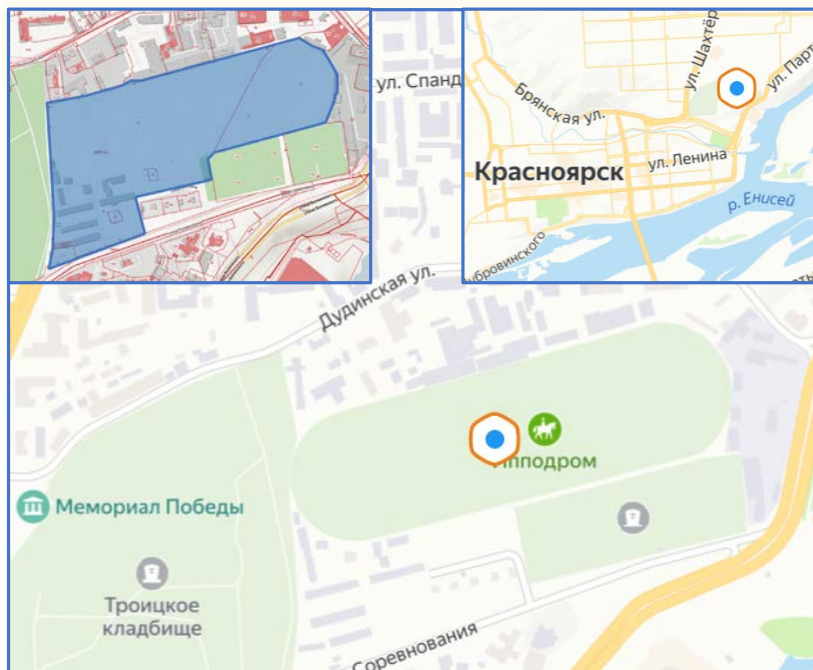 ул. Спанд
Брянская ул.
ул. Шахтёр
ул. Парт
Красноярск
ул. Ленина
р. Енисей
Дубровинского
Дудинская ул.
Ипподром
Мемориал Победы
Троицкое
кладбище
Соревнования